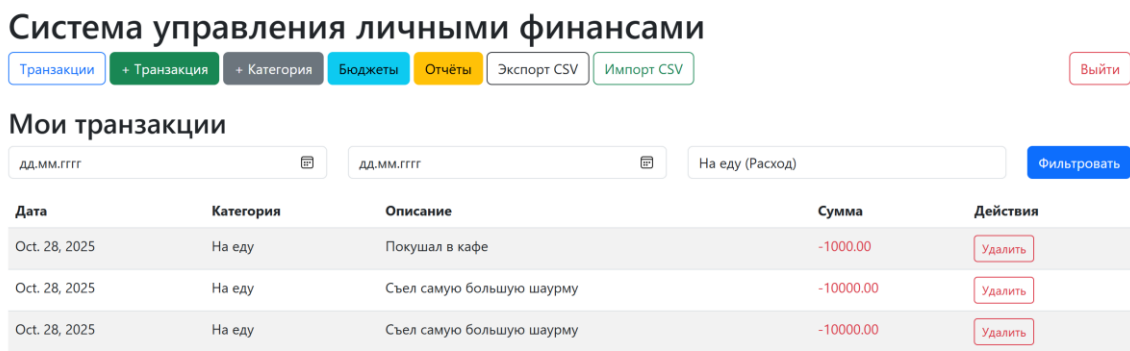 Система управления личными финансами
Транзакции + Транзакция + Категория Бюджеты Отчёты Экспорт CSV Импорт CSV Выйти
Мои транзакции
дд.мм.гггг дд.мм.гггг На еду (Расход) Фильтровать
Дата Категория Описание Сумма Действия
Oct. 28, 2025 На еду Покушал в кафе -1000.00 Удалить
Oct. 28, 2025 На еду Съел самую большую шаурму -10000.00 Удалить
Oct. 28, 2025 На еду Съел самую большую шаурму -10000.00 Удалить